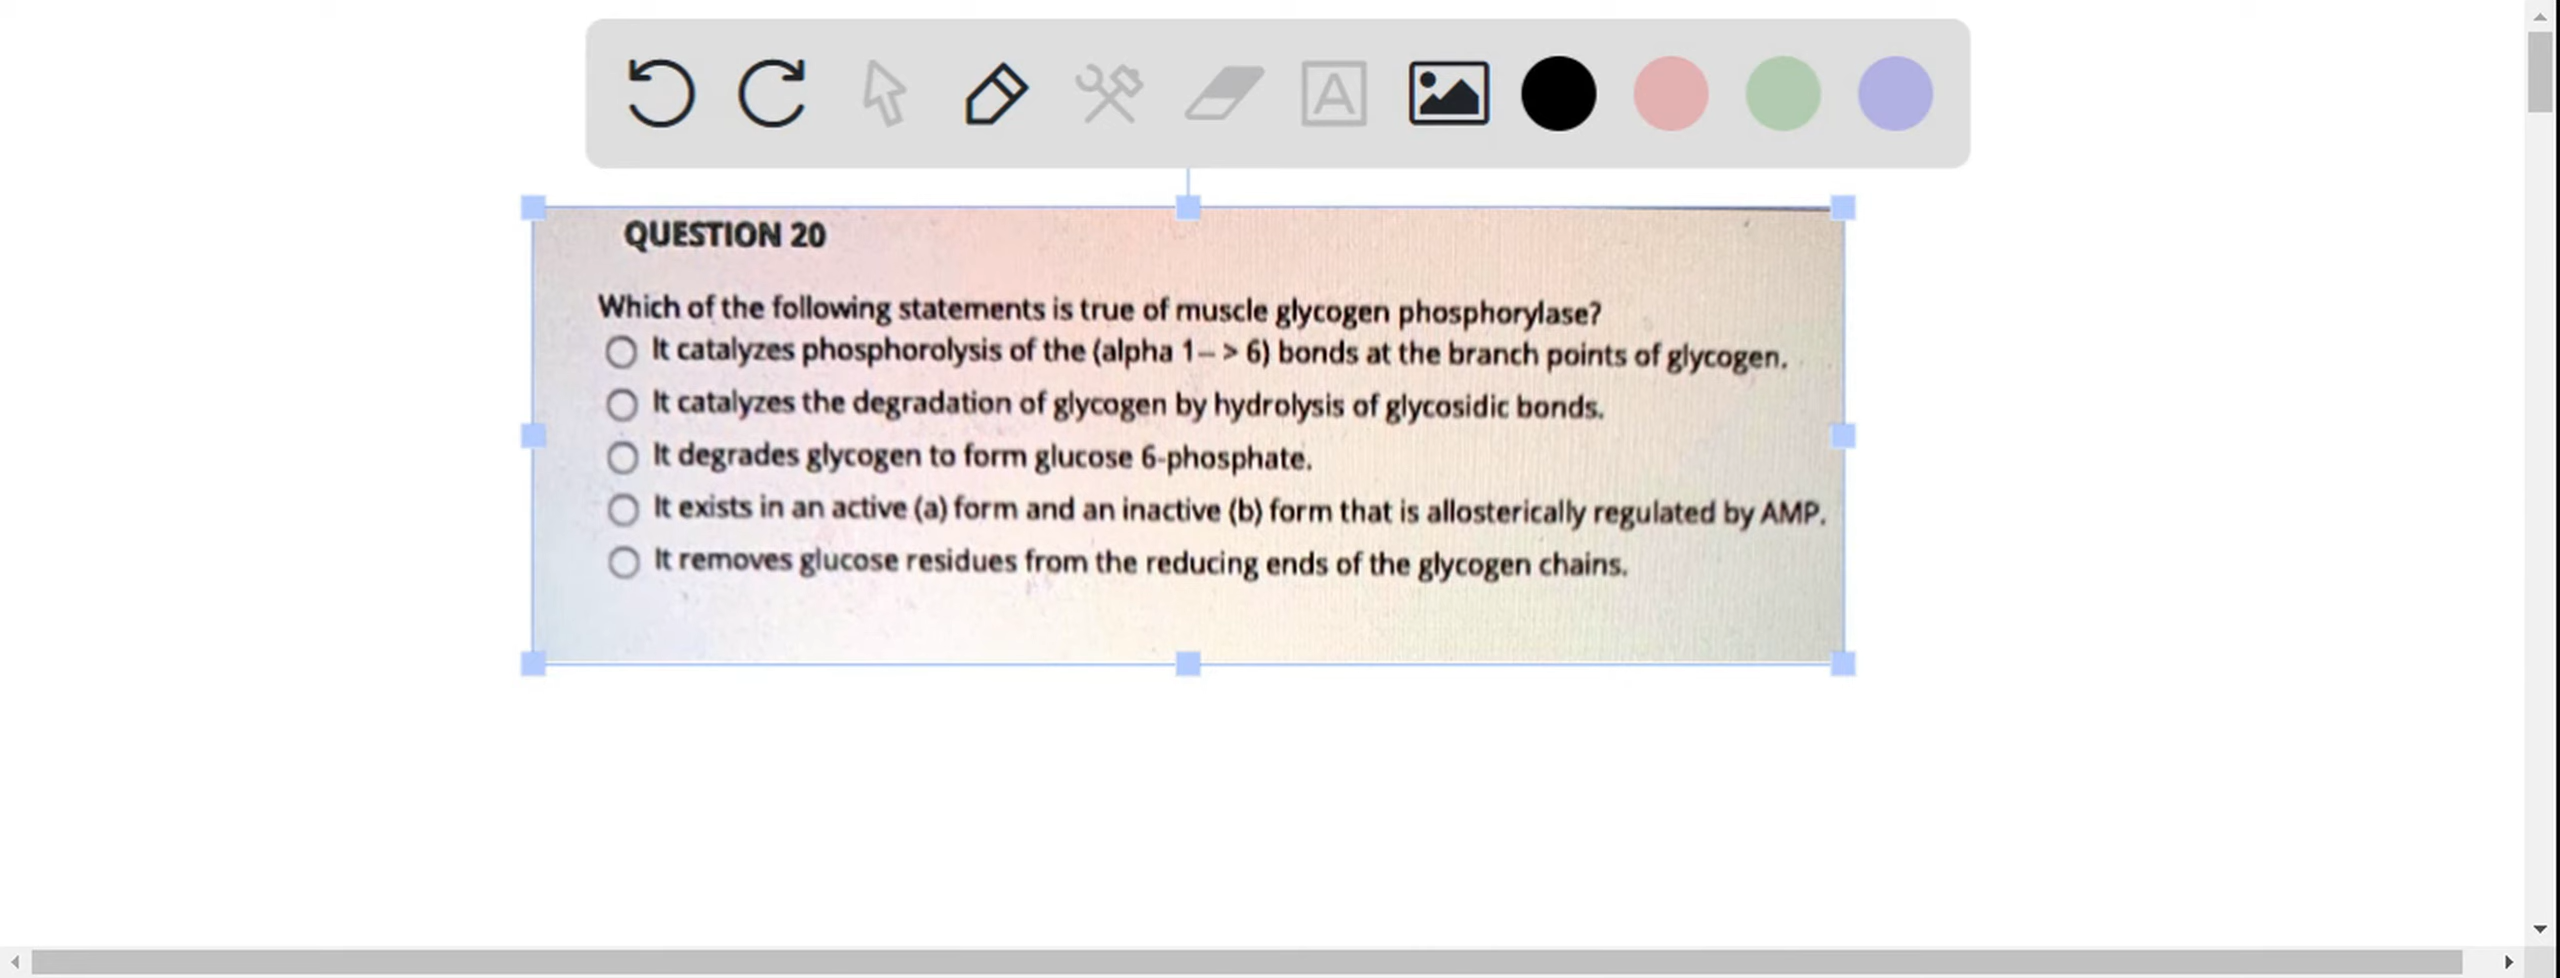 A
QUESTION 20
Which of the following statements is true of muscle glycogen phosphorylase?
It catalyzes phosphorolysis of the (alpha 1– > 6) bonds at the branch points of glycogen.
It catalyzes the degradation of glycogen by hydrolysis of glycosidic bonds.
It degrades glycogen to form glucose 6-phosphate.
It exists in an active (a) form and an inactive (b) form that is allosterically regulated by AMP.
It removes glucose residues from the reducing ends of the glycogen chains.